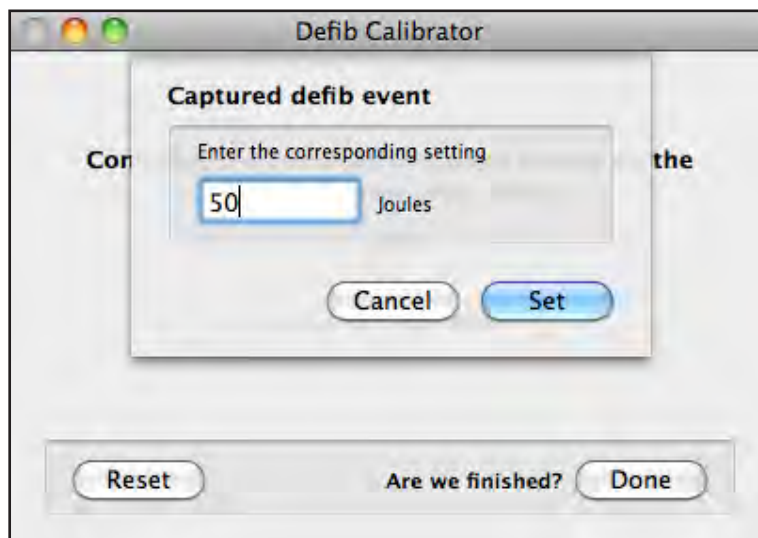 Defib Calibrator
Captured defib event
Enter the corresponding setting
the
50 Joules
Cancel Set
Reset Are we finished? Done